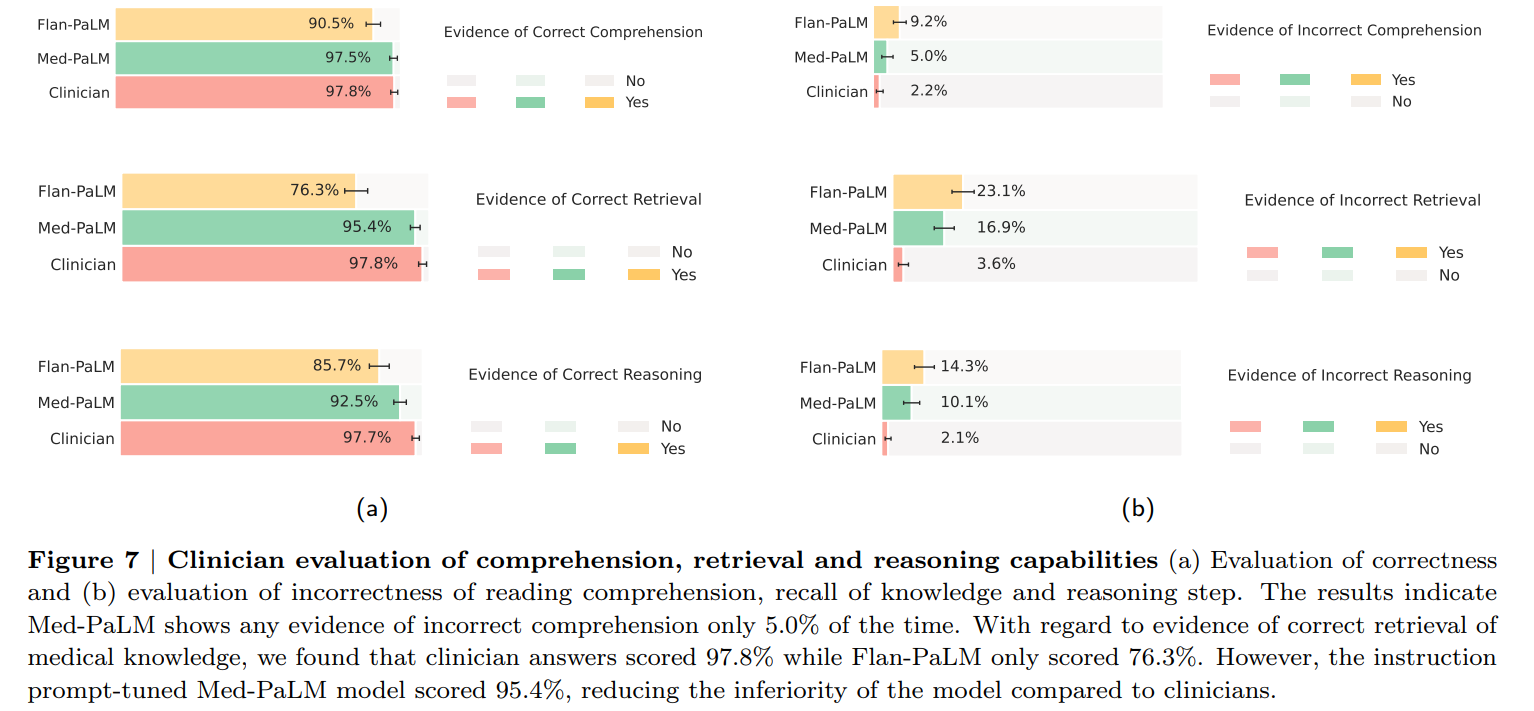 Flan-PaLM 90.5%
Med-PaLM 97.5%
Clinician 97.8%
Evidence of Correct Comprehension
No
Yes
Flan-PaLM 76.3%
Med-PaLM 95.4%
Clinician 97.8%
Evidence of Correct Retrieval
No
Yes
Flan-PaLM 85.7%
Med-PaLM 92.5%
Clinician 97.7%
Evidence of Correct Reasoning
No
Yes
(a)
Flan-PaLM 9.2%
Med-PaLM 5.0%
Clinician 2.2%
Evidence of Incorrect Comprehension
Yes
No
Flan-PaLM 23.1%
Med-PaLM 16.9%
Clinician 3.6%
Evidence of Incorrect Retrieval
Yes
No
Flan-PaLM 14.3%
Med-PaLM 10.1%
Clinician 2.1%
Evidence of Incorrect Reasoning
Yes
No
(b)
Figure 7 | Clinician evaluation of comprehension, retrieval and reasoning capabilities (a) Evaluation of correctness
and (b) evaluation of incorrectness of reading comprehension, recall of knowledge and reasoning step. The results indicate
Med-PaLM shows any evidence of incorrect comprehension only 5.0% of the time. With regard to evidence of correct retrieval of
medical knowledge, we found that clinician answers scored 97.8% while Flan-PaLM only scored 76.3%. However, the instruction
prompt-tuned Med-PaLM model scored 95.4%, reducing the inferiority of the model compared to clinicians.